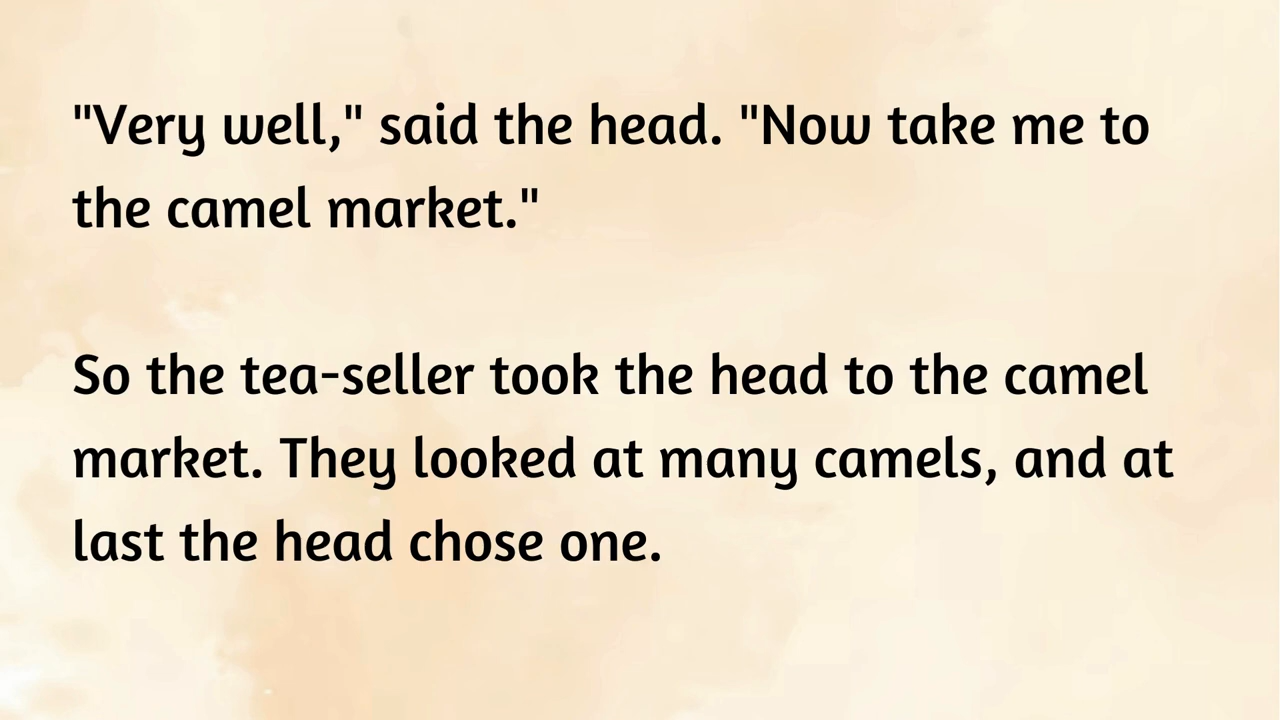 "Very well," said the head. "Now take me to
the camel market."
So the tea-seller took the head to the camel
market. They looked at many camels, and at
last the head chose one.